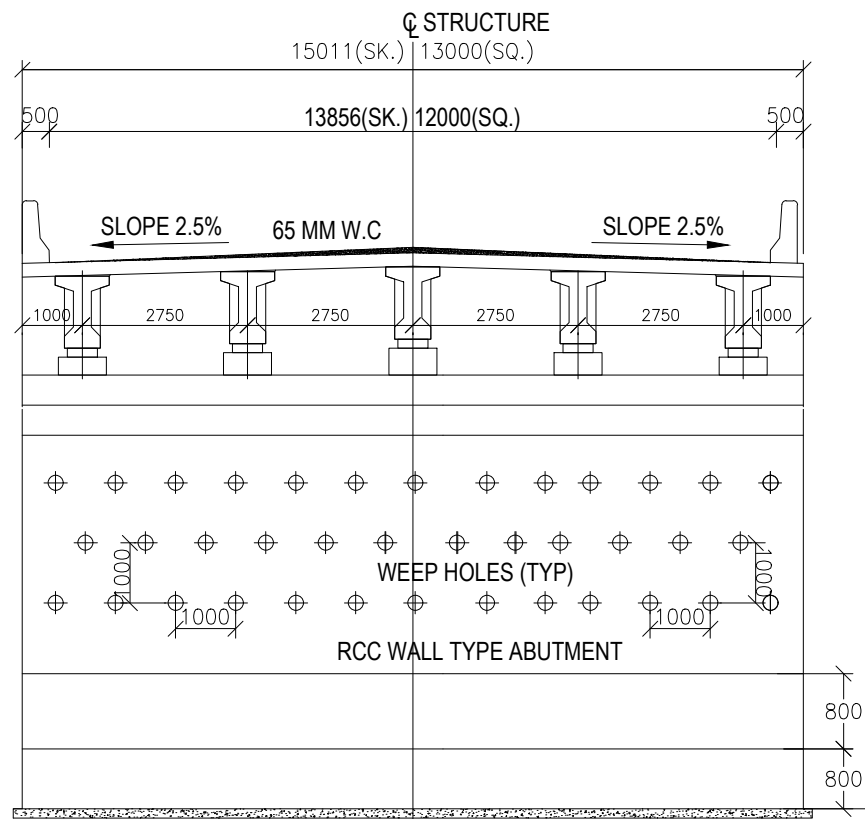 ℄ STRUCTURE
15011(SK.) 13000(SQ.)
500 13856(SK.) 12000(SQ.) 500
SLOPE 2.5% 65 MM W.C SLOPE 2.5%
1000 2750 2750 2750 2750 1000
1000 WEEP HOLES (TYP) 1000
1000 1000
RCC WALL TYPE ABUTMENT
800
800